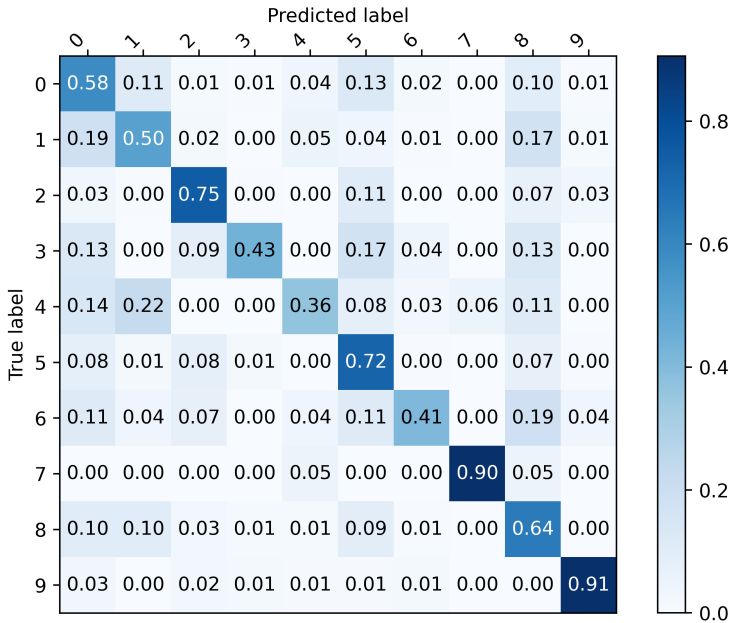 Predicted label
0 1 2 3 4 5 6 7 8 9
0 0.58 0.11 0.01 0.01 0.04 0.13 0.02 0.00 0.10 0.01
1 0.19 0.50 0.02 0.00 0.05 0.04 0.01 0.00 0.17 0.01
2 0.03 0.00 0.75 0.00 0.00 0.11 0.00 0.00 0.07 0.03
3 0.13 0.00 0.09 0.43 0.00 0.17 0.04 0.00 0.13 0.00
4 0.14 0.22 0.00 0.00 0.36 0.08 0.03 0.06 0.11 0.00
5 0.08 0.01 0.08 0.01 0.00 0.72 0.00 0.00 0.07 0.00
6 0.11 0.04 0.07 0.00 0.04 0.11 0.41 0.00 0.19 0.04
7 0.00 0.00 0.00 0.00 0.05 0.00 0.00 0.90 0.05 0.00
8 0.10 0.10 0.03 0.01 0.01 0.09 0.01 0.00 0.64 0.00
9 0.03 0.00 0.02 0.01 0.01 0.01 0.01 0.00 0.00 0.91
True label
0.8
0.6
0.4
0.2
0.0